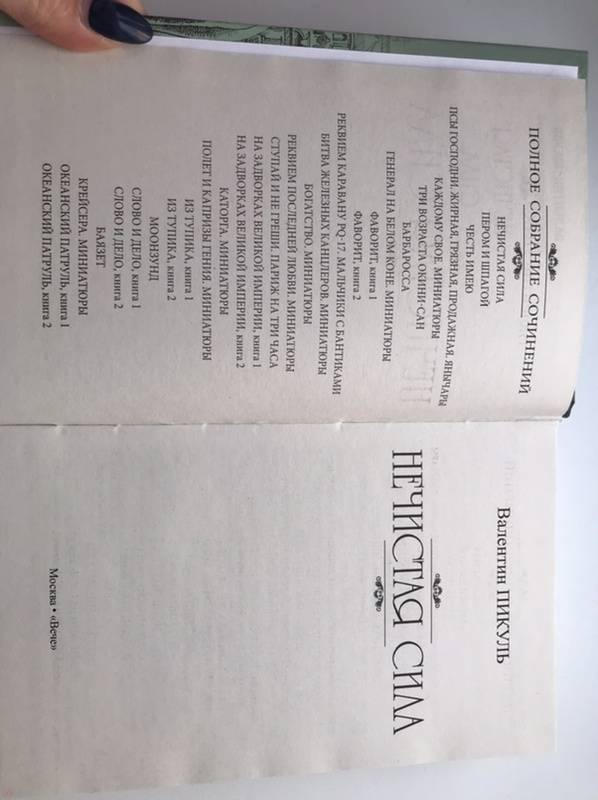 ПОЛНОЕ СОБРАНИЕ СОЧИНЕНИЙ
НЕЧИСТАЯ СИЛА
ПЕРОМ И ШПАГОЙ
ЧЕСТЬ ИМЕЮ
ПСЫ ГОСПОДНИ. ЖИРНАЯ, ГРЯЗНАЯ, ПРОДАЖНАЯ. ЯНЫЧАРЫ
КАЖДОМУ СВОЕ. МИНИАТЮРЫ
ТРИ ВОЗРАСТА ОКИНИ-САН
БАРБАРОССА
ГЕНЕРАЛ НА БЕЛОМ КОНЕ. МИНИАТЮРЫ
ФАВОРИТ, книга 1
ФАВОРИТ, книга 2
РЕКВИЕМ КАРАВАНУ PQ-17. МАЛЬЧИКИ С БАНТИКАМИ
БИТВА ЖЕЛЕЗНЫХ КАНЦЛЕРОВ. МИНИАТЮРЫ
БОГАТСТВО. МИНИАТЮРЫ
РЕКВИЕМ ПОСЛЕДНЕЙ ЛЮБВИ. МИНИАТЮРЫ
СТУПАЙ И НЕ ГРЕШИ. ПАРИЖ НА ТРИ ЧАСА
НА ЗАДВОРКАХ ВЕЛИКОЙ ИМПЕРИИ, книга 1
НА ЗАДВОРКАХ ВЕЛИКОЙ ИМПЕРИИ, книга 2
КАТОРГА. МИНИАТЮРЫ
ПОЛЕТ И КАПРИЗЫ ГЕНИЯ. МИНИАТЮРЫ
ИЗ ТУПИКА, книга 1
ИЗ ТУПИКА, книга 2
МООНЗУНД
СЛОВО И ДЕЛО, книга 1
СЛОВО И ДЕЛО, книга 2
БАЯЗЕТ
КРЕЙСЕРА. МИНИАТЮРЫ
ОКЕАНСКИЙ ПАТРУЛЬ, книга 1
ОКЕАНСКИЙ ПАТРУЛЬ, книга 2
Валентин ПИКУЛЬ
НЕЧИСТАЯ СИЛА
Москва • «Вече»